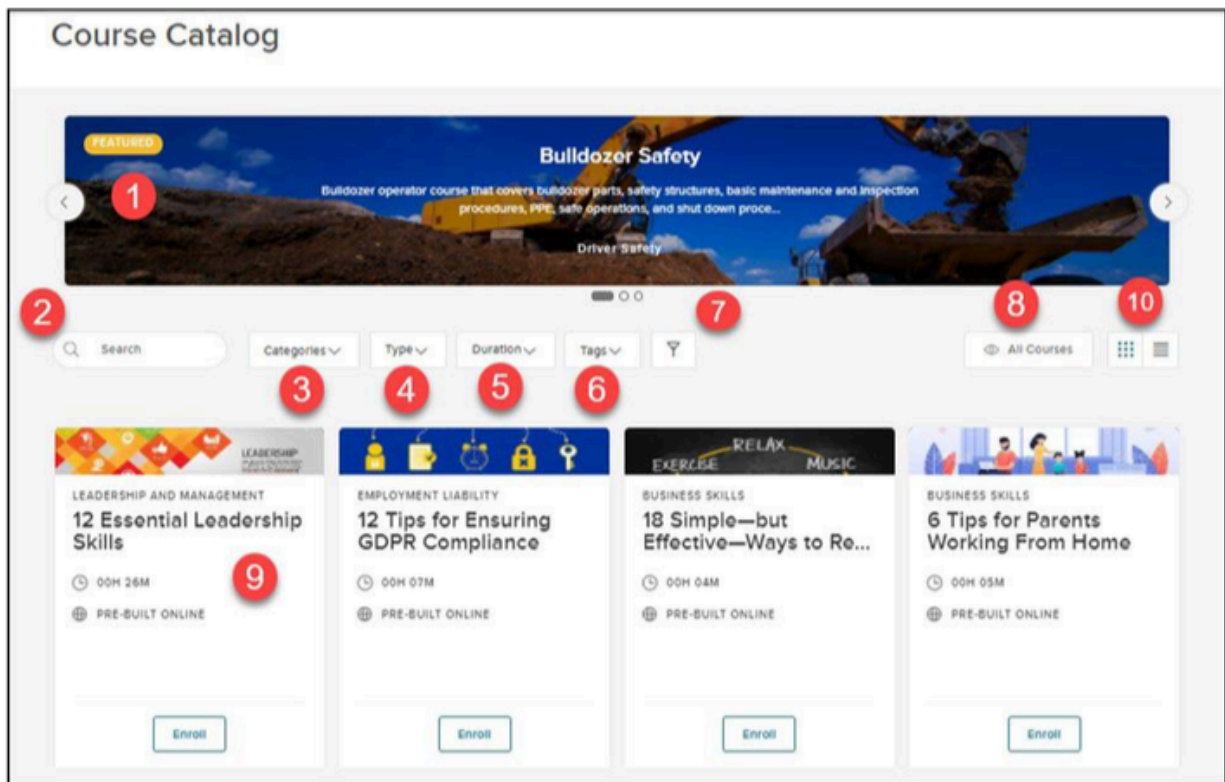 Course Catalog
FEATURED
1
Bulldozer Safety
Bulldozer operator course that covers bulldozer parts, safety structures, basic maintenance and inspection
procedures, PPE, safe operations, and shut down proce...
Driver Safety
2
7
8
10
Search
Categories
Type
Duration
Tags
All Courses
3
4
5
6
LEADERSHIP
RELAX
EXERCISE MUSIC
LEADERSHIP AND MANAGEMENT
12 Essential Leadership
Skills
00H 26M
9
PRE-BUILT ONLINE
Enroll
EMPLOYMENT LIABILITY
12 Tips for Ensuring
GDPR Compliance
00H 07M
PRE-BUILT ONLINE
Enroll
BUSINESS SKILLS
18 Simple—but
Effective—Ways to Re...
00H 04M
PRE-BUILT ONLINE
Enroll
BUSINESS SKILLS
6 Tips for Parents
Working From Home
00H 05M
PRE-BUILT ONLINE
Enroll